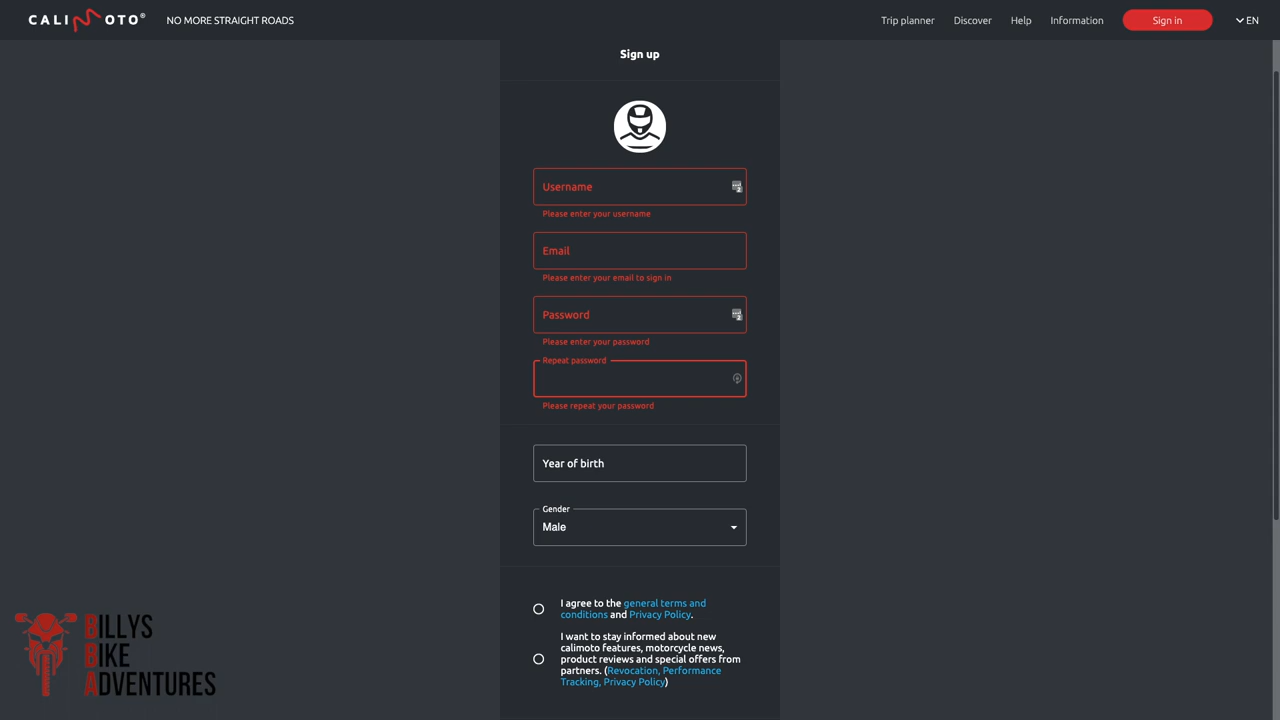 CALIMOTO® NO MORE STRAIGHT ROADS Trip planner Discover Help Information Sign in EN
Sign up
Username
Please enter your username
Email
Please enter your email to sign in
Password
Please enter your password
Repeat password
Please repeat your password
Year of birth
Gender
Male
I agree to the general terms and
conditions and Privacy Policy.
I want to stay informed about new
calimoto features, motorcycle news,
product reviews and special offers from
partners. (Revocation, Performance
Tracking, Privacy Policy)
BILLYS
BIKE
ADVENTURES